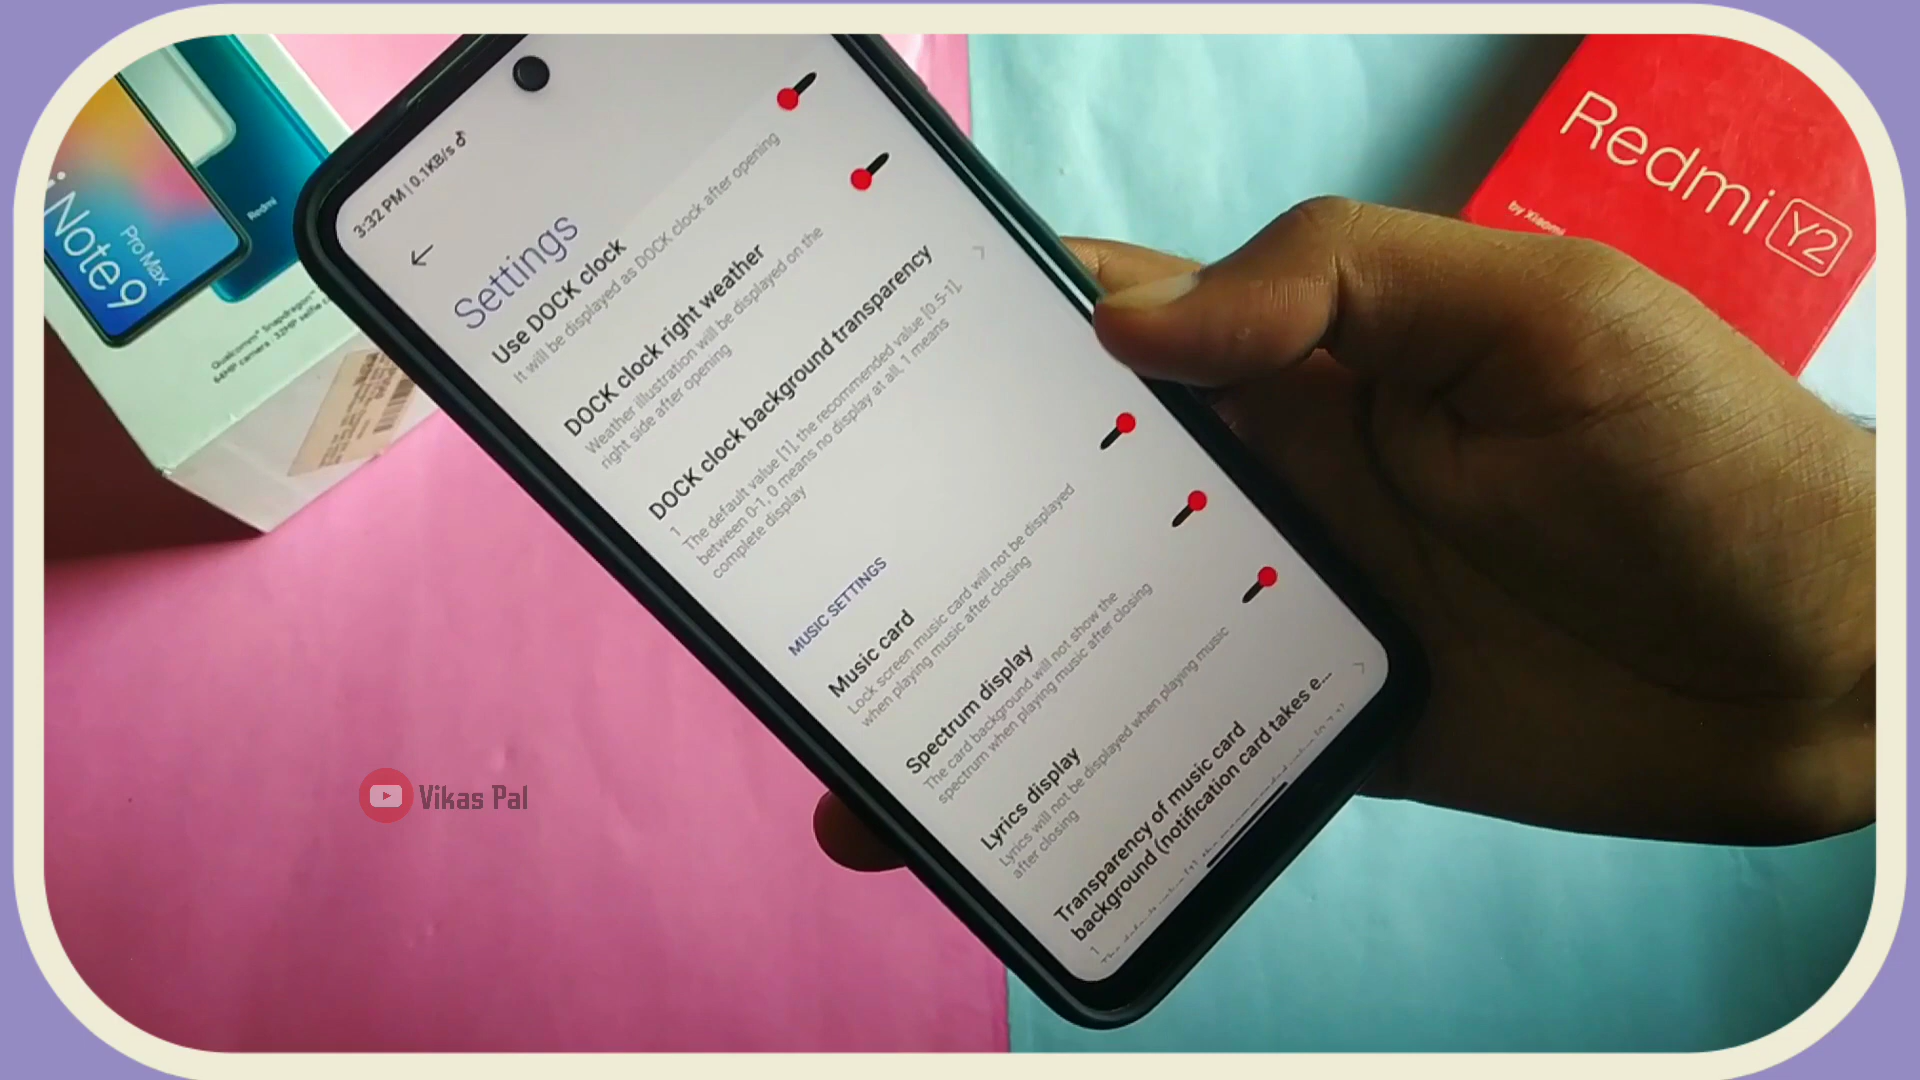 3:32 PM | 0.1KB/s
Settings
Use DOCK clock
It will be displayed as DOCK clock after opening
DOCK clock right weather
Weather illustration will be displayed on the
right side after opening
DOCK clock background transparency
1
The default value [1], the recommended value [0.5-1],
between 0-1, 0 means no display at all, 1 means
complete display
MUSIC SETTINGS
Music card
Lock screen music card will not be displayed
when playing music after closing
Spectrum display
The card background will not show the
spectrum when playing music after closing
Lyrics display
Lyrics will not be displayed when playing music
after closing
Transparency of music card
background (notification card takes e...
1
Redmi Y2
by Xiaomi
Note 9
Pro Max
Redmi
Qualcomm® Snapdragon™
64MP camera
Vikas Pal